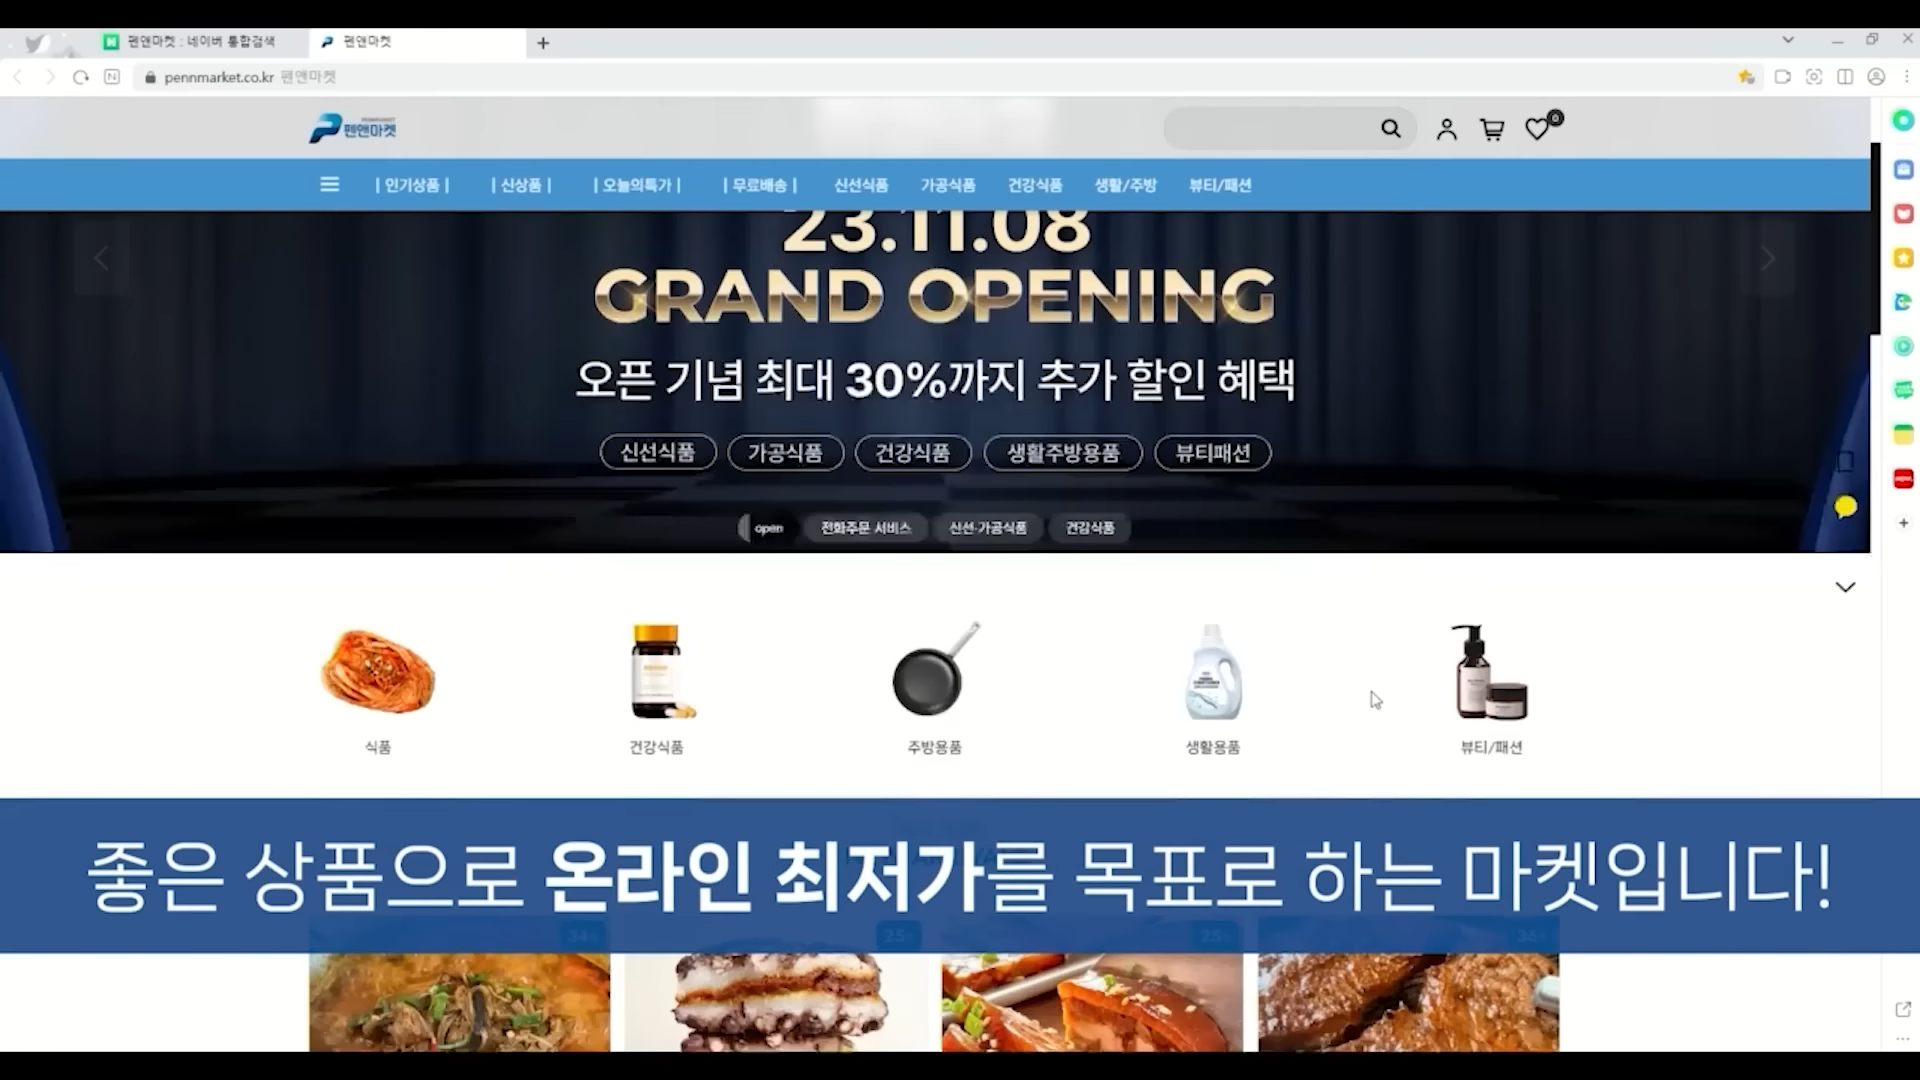 펜앤마켓 : 네이버 통합검색
펜앤마켓
pennmarket.co.kr 펜앤마켓
펜앤마켓
0
| 인기상품 | | 신상품 | | 오늘의특가 | | 무료배송 | 신선식품 가공식품 건강식품 생활/주방 뷰티/패션
23.11.08
GRAND OPENING
오픈 기념 최대 30%까지 추가 할인 혜택
신선식품 가공식품 건강식품 생활주방용품 뷰티패션
open 전화주문 서비스 신선·가공식품 건강식품
식품 건강식품 주방용품 생활용품 뷰티/패션
좋은 상품으로 온라인 최저가를 목표로 하는 마켓입니다!
34% 25% 25% 36%